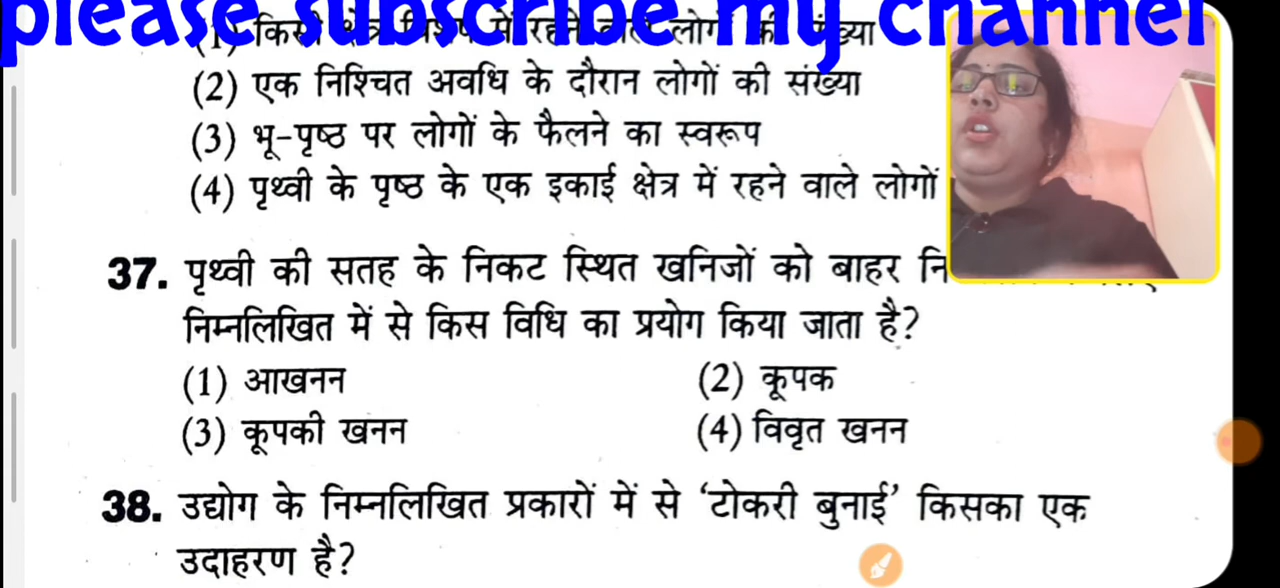 please subscribe my channel
(2) एक निश्चित अवधि के दौरान लोगों की संख्या
(3) भू-पृष्ठ पर लोगों के फैलने का स्वरूप
(4) पृथ्वी के पृष्ठ के एक इकाई क्षेत्र में रहने वाले लोगों
37. पृथ्वी की सतह के निकट स्थित खनिजों को बाहर
निम्नलिखित में से किस विधि का प्रयोग किया जाता है?
(1) आखनन (2) कूपक
(3) कूपकी खनन (4) विवृत खनन
38. उद्योग के निम्नलिखित प्रकारों में से ‘टोकरी बुनाई’ किसका एक
उदाहरण है?